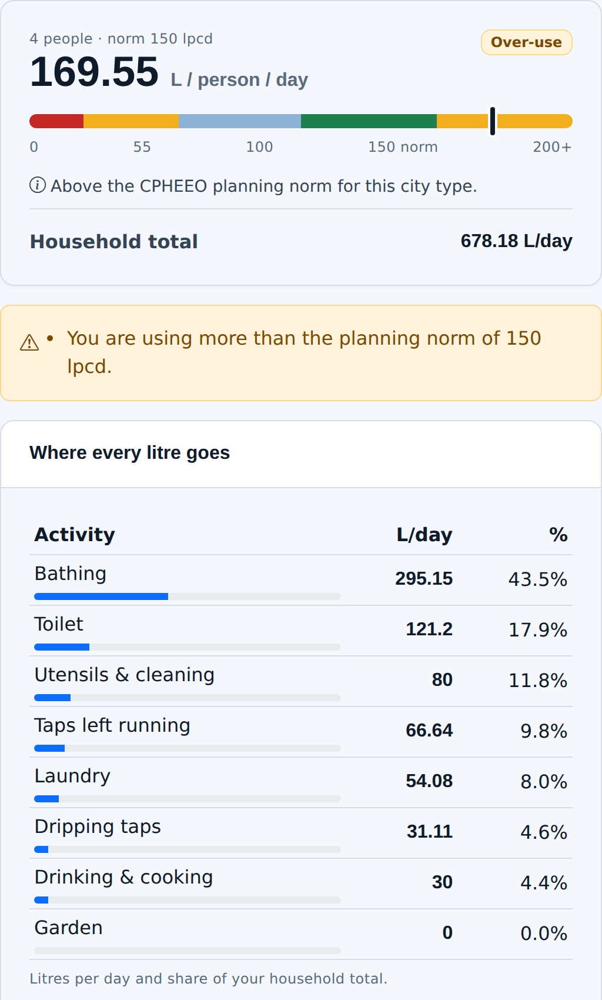 4 people · norm 150 lpcd
Over-use
169.55 L / person / day
0 55 100 150 norm 200+
Above the CPHEEO planning norm for this city type.
Household total 678.18 L/day
• You are using more than the planning norm of 150
lpcd.
Where every litre goes
Activity L/day %
Bathing 295.15 43.5%
Toilet 121.2 17.9%
Utensils & cleaning 80 11.8%
Taps left running 66.64 9.8%
Laundry 54.08 8.0%
Dripping taps 31.11 4.6%
Drinking & cooking 30 4.4%
Garden 0 0.0%
Litres per day and share of your household total.